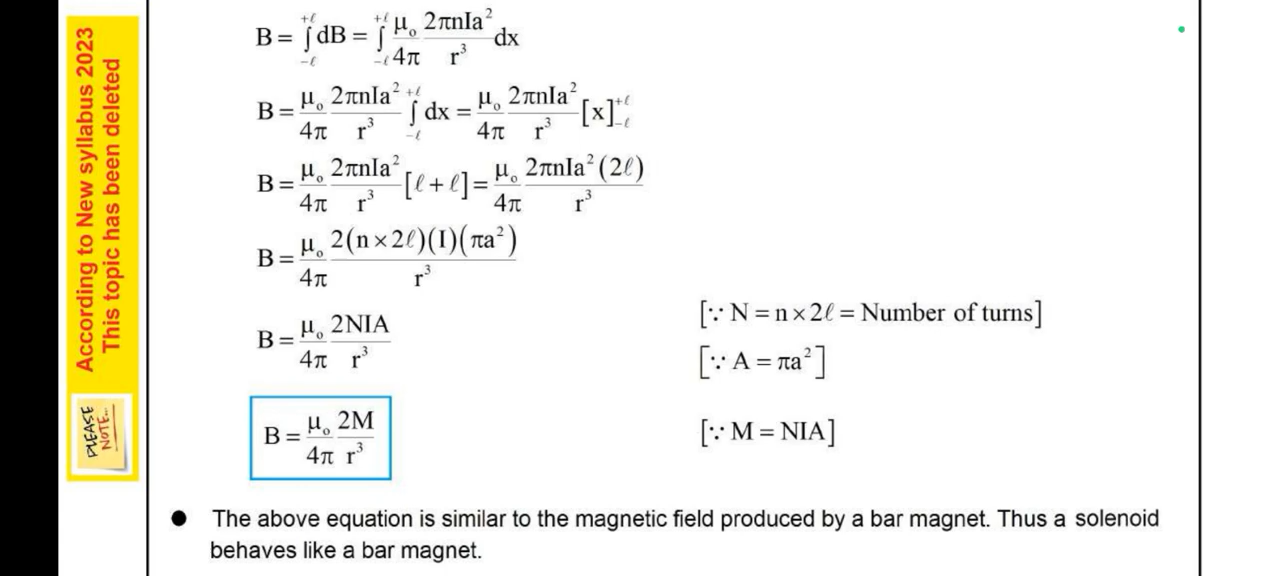 According to New syllabus 2023
This topic has been deleted
PLEASE
NOTE...
B = ∫₋ℓ⁺ℓ dB = ∫₋ℓ⁺ℓ (μ₀/4π) (2πnIa²/r³) dx
B = (μ₀/4π) (2πnIa²/r³) ∫₋ℓ⁺ℓ dx = (μ₀/4π) (2πnIa²/r³) [x]₋ℓ⁺ℓ
B = (μ₀/4π) (2πnIa²/r³) [ℓ + ℓ] = (μ₀/4π) (2πnIa²(2ℓ)/r³)
B = (μ₀/4π) (2(n × 2ℓ)(I)(πa²)/r³)
B = (μ₀/4π) (2NIA/r³)
[∵ N = n × 2ℓ = Number of turns]
[∵ A = πa²]
B = (μ₀/4π) (2M/r³)
[∵ M = NIA]
● The above equation is similar to the magnetic field produced by a bar magnet. Thus a solenoid
behaves like a bar magnet.